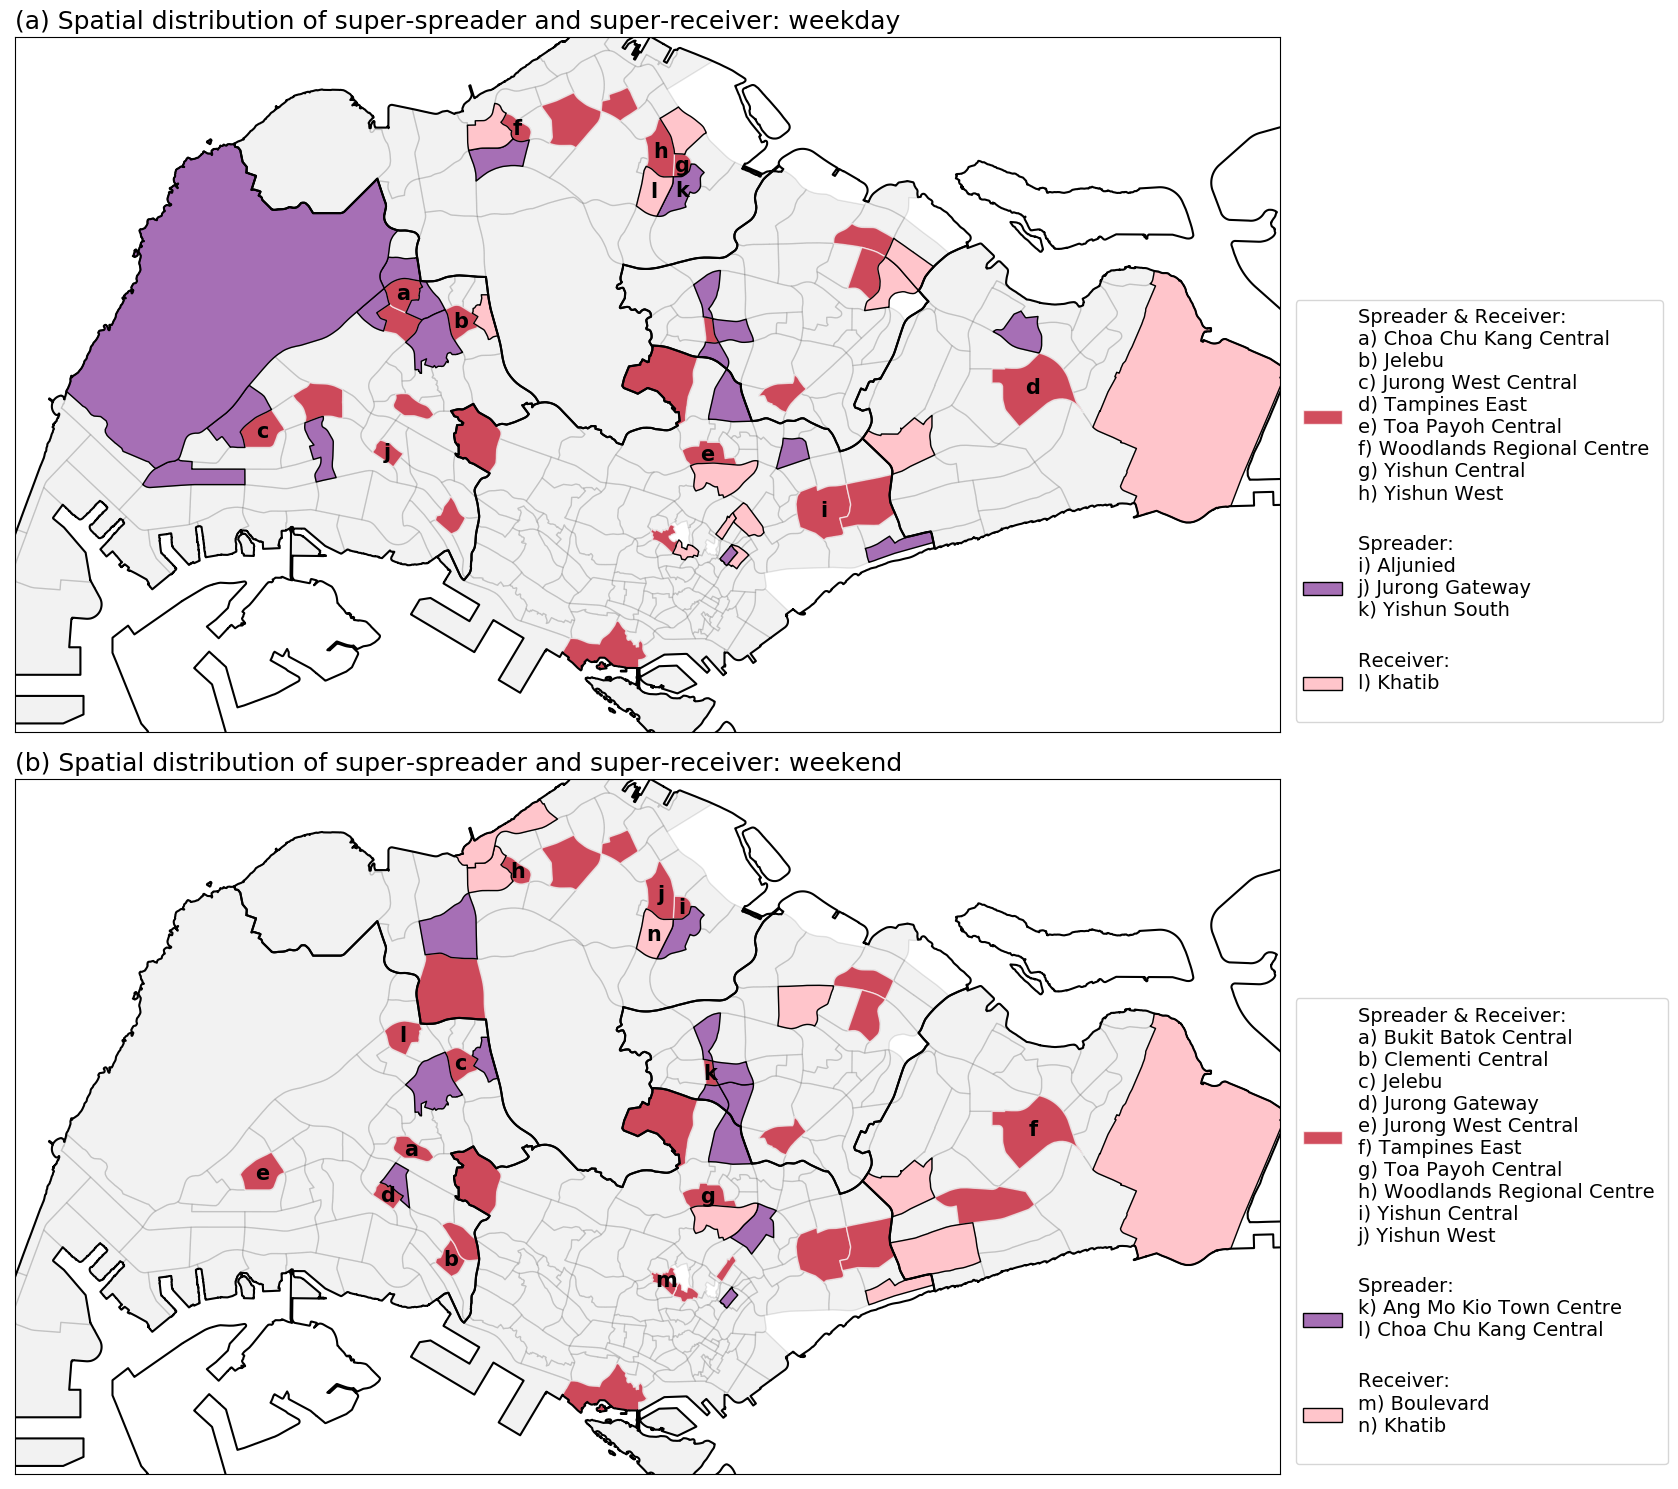 (a) Spatial distribution of super-spreader and super-receiver: weekday
f
h
g
l
k
a
b
d
c
j
e
i
Spreader & Receiver:
a) Choa Chu Kang Central
b) Jelebu
c) Jurong West Central
d) Tampines East
e) Toa Payoh Central
f) Woodlands Regional Centre
g) Yishun Central
h) Yishun West
Spreader:
i) Aljunied
j) Jurong Gateway
k) Yishun South
Receiver:
l) Khatib
(b) Spatial distribution of super-spreader and super-receiver: weekend
h
j
i
n
l
c
k
f
a
e
d
g
b
m
Spreader & Receiver:
a) Bukit Batok Central
b) Clementi Central
c) Jelebu
d) Jurong Gateway
e) Jurong West Central
f) Tampines East
g) Toa Payoh Central
h) Woodlands Regional Centre
i) Yishun Central
j) Yishun West
Spreader:
k) Ang Mo Kio Town Centre
l) Choa Chu Kang Central
Receiver:
m) Boulevard
n) Khatib